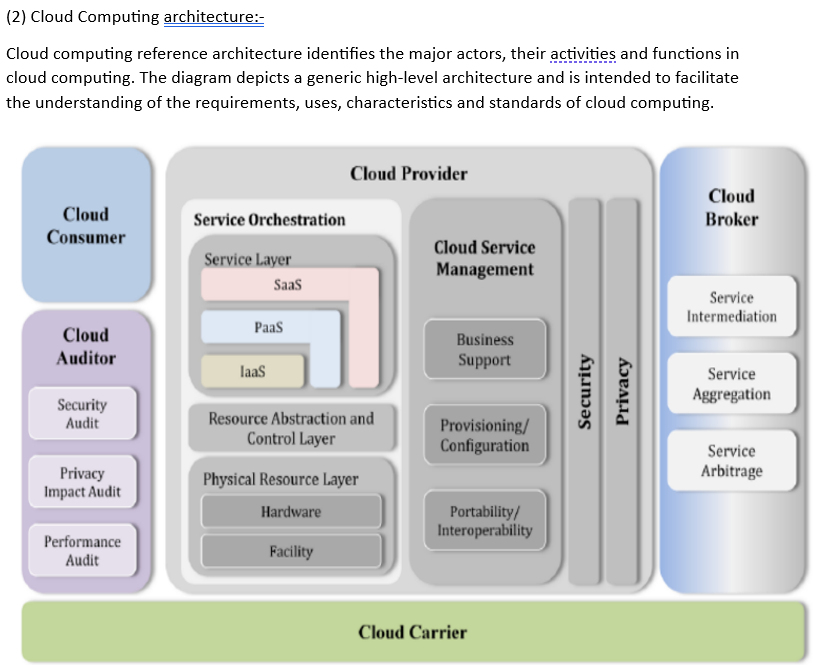 (2) Cloud Computing architecture:-
Cloud computing reference architecture identifies the major actors, their activities and functions in
cloud computing. The diagram depicts a generic high-level architecture and is intended to facilitate
the understanding of the requirements, uses, characteristics and standards of cloud computing.
Cloud
Consumer
Cloud
Auditor
Security
Audit
Privacy
Impact Audit
Performance
Audit
Cloud Provider
Service Orchestration
Service Layer
SaaS
PaaS
IaaS
Resource Abstraction and
Control Layer
Physical Resource Layer
Hardware
Facility
Cloud Service
Management
Business
Support
Provisioning/
Configuration
Portability/
Interoperability
Security
Privacy
Cloud
Broker
Service
Intermediation
Service
Aggregation
Service
Arbitrage
Cloud Carrier